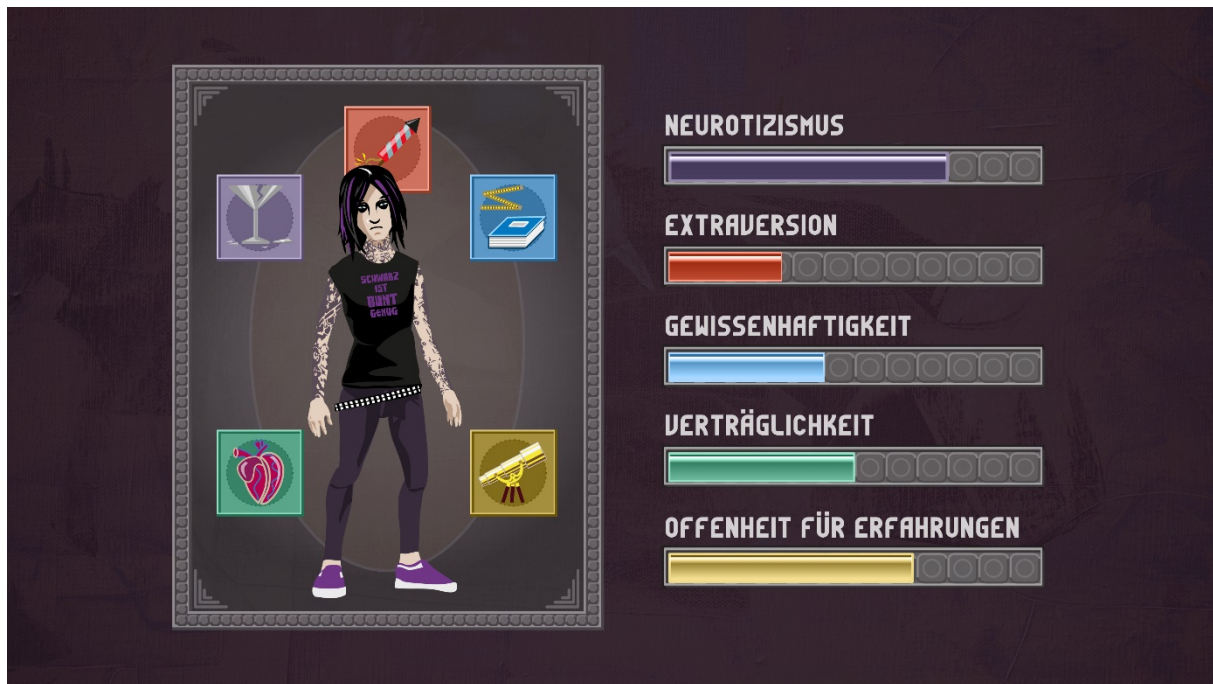 SCHWARZ
IST
BUNT
GENUG
NEUROTIZISMUS
EXTRAVERSION
GEWISSENHAFTIGKEIT
VERTRÄGLICHKEIT
OFFENHEIT FÜR ERFAHRUNGEN